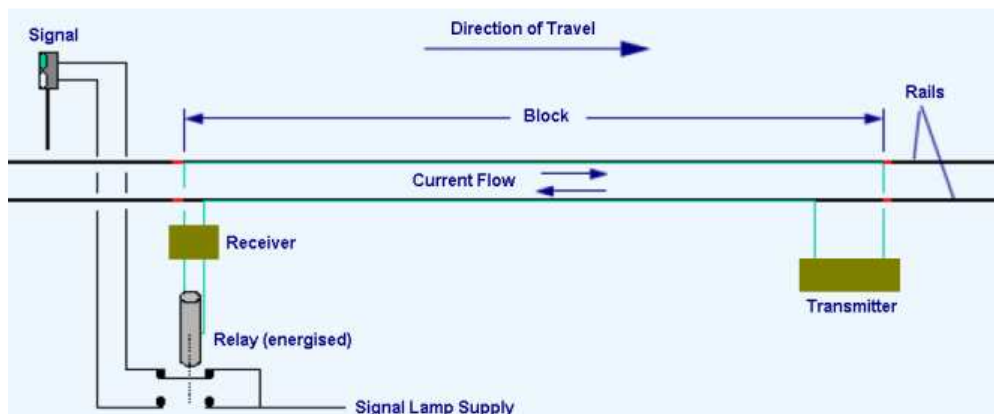 Signal
Direction of Travel
Block
Rails
Current Flow
Receiver
Transmitter
Relay (energised)
Signal Lamp Supply